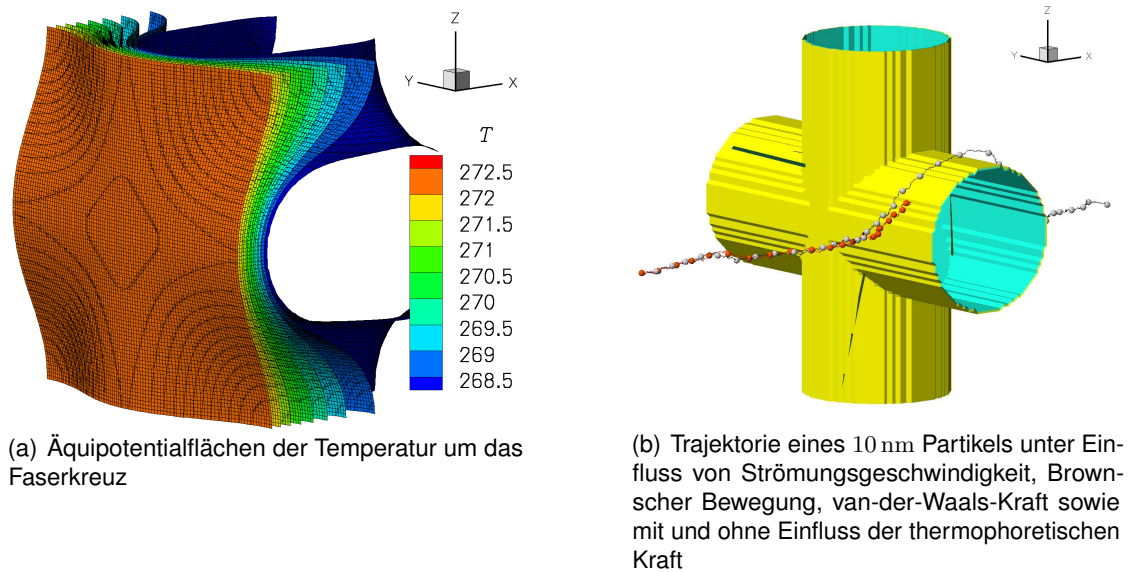 Z
Y
X
T
272.5
272
271.5
271
270.5
270
269.5
269
268.5
(a) Äquipotentialflächen der Temperatur um das
Faserkreuz
Z
Y
X
(b) Trajektorie eines 10 nm Partikels unter Ein-
fluss von Strömungsgeschwindigkeit, Brown-
scher Bewegung, van-der-Waals-Kraft sowie
mit und ohne Einfluss der thermophoretischen
Kraft